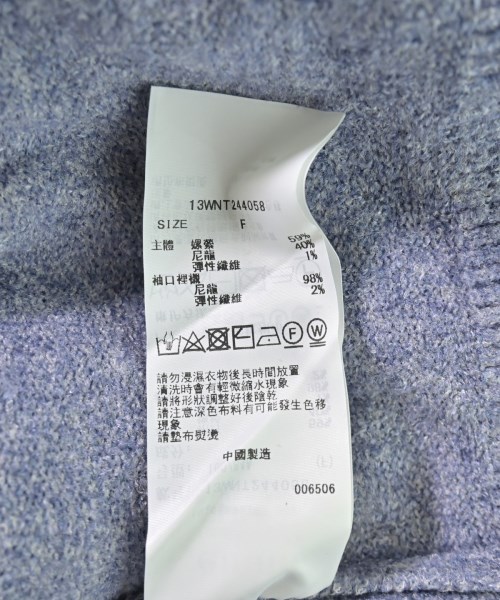 13WNT244058
SIZE F
主體 嫘縈 59%
尼龍 40%
彈性纖維 1%
袖口裡襯
尼龍 98%
彈性纖維 2%
請勿浸濕衣物後長時間放置
清洗時會有輕微縮水現象
請將形狀調整好後陰乾
請注意深色布料有可能發生色移
現象
請墊布熨燙
中國製造
006506